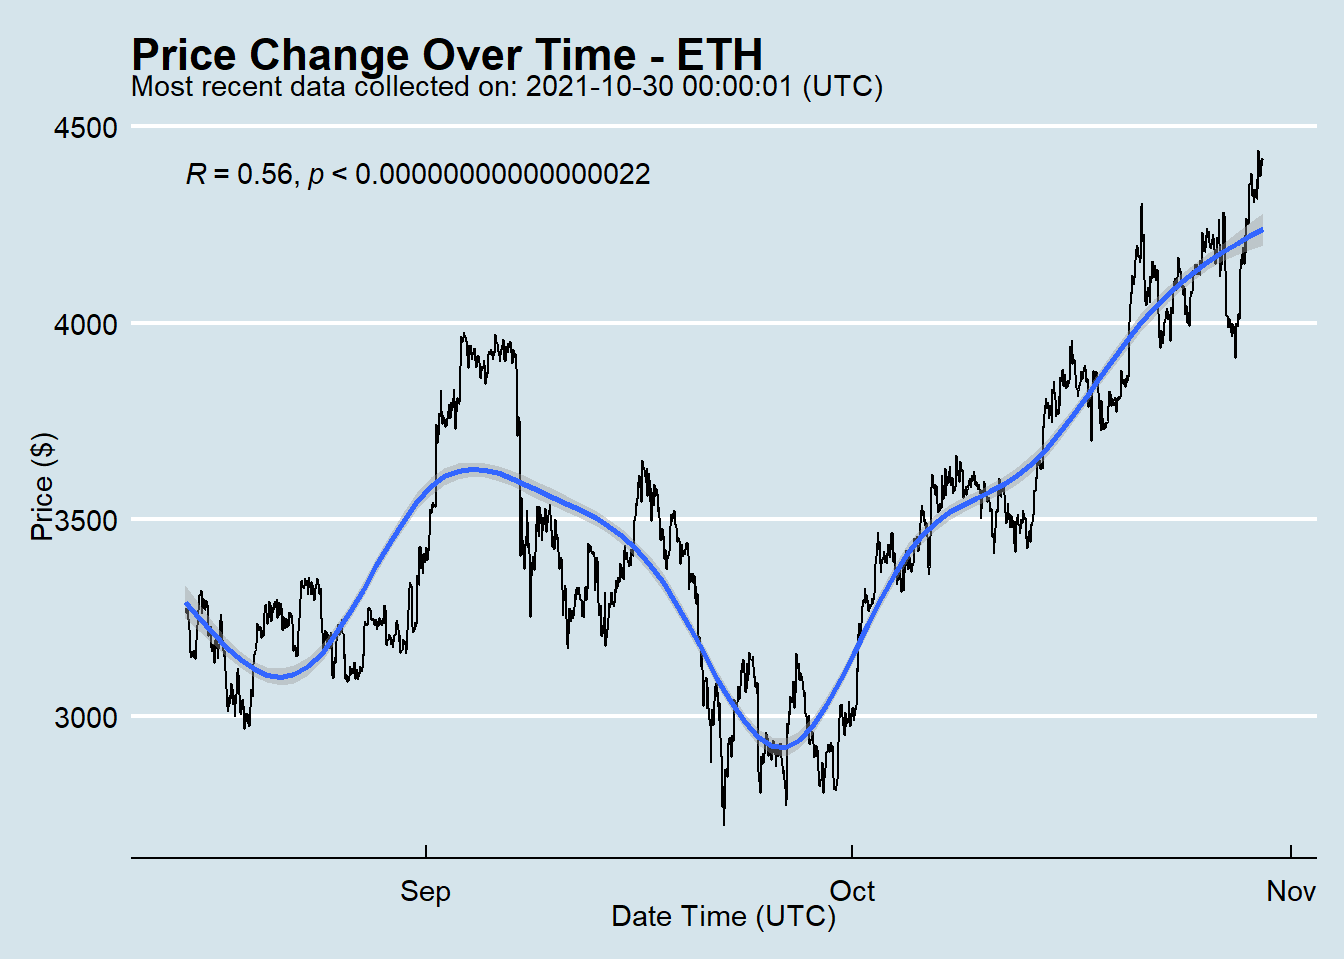 Price Change Over Time - ETH
Most recent data collected on: 2021-10-30 00:00:01 (UTC)
4500
R = 0.56, p < 0.00000000000000022
4000
Price ($)
3500
3000
Sep Oct Nov
Date Time (UTC)